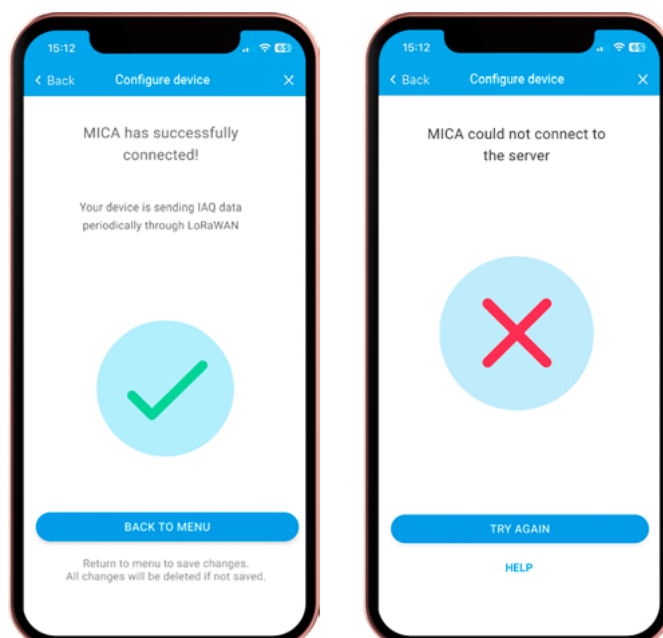 15:12
69
Back
Configure device
MICA has successfully
connected!
Your device is sending IAQ data
periodically through LoRaWAN
BACK TO MENU
Return to menu to save changes.
All changes will be deleted if not saved.
15:12
69
Back
Configure device
MICA could not connect to
the server
TRY AGAIN
HELP